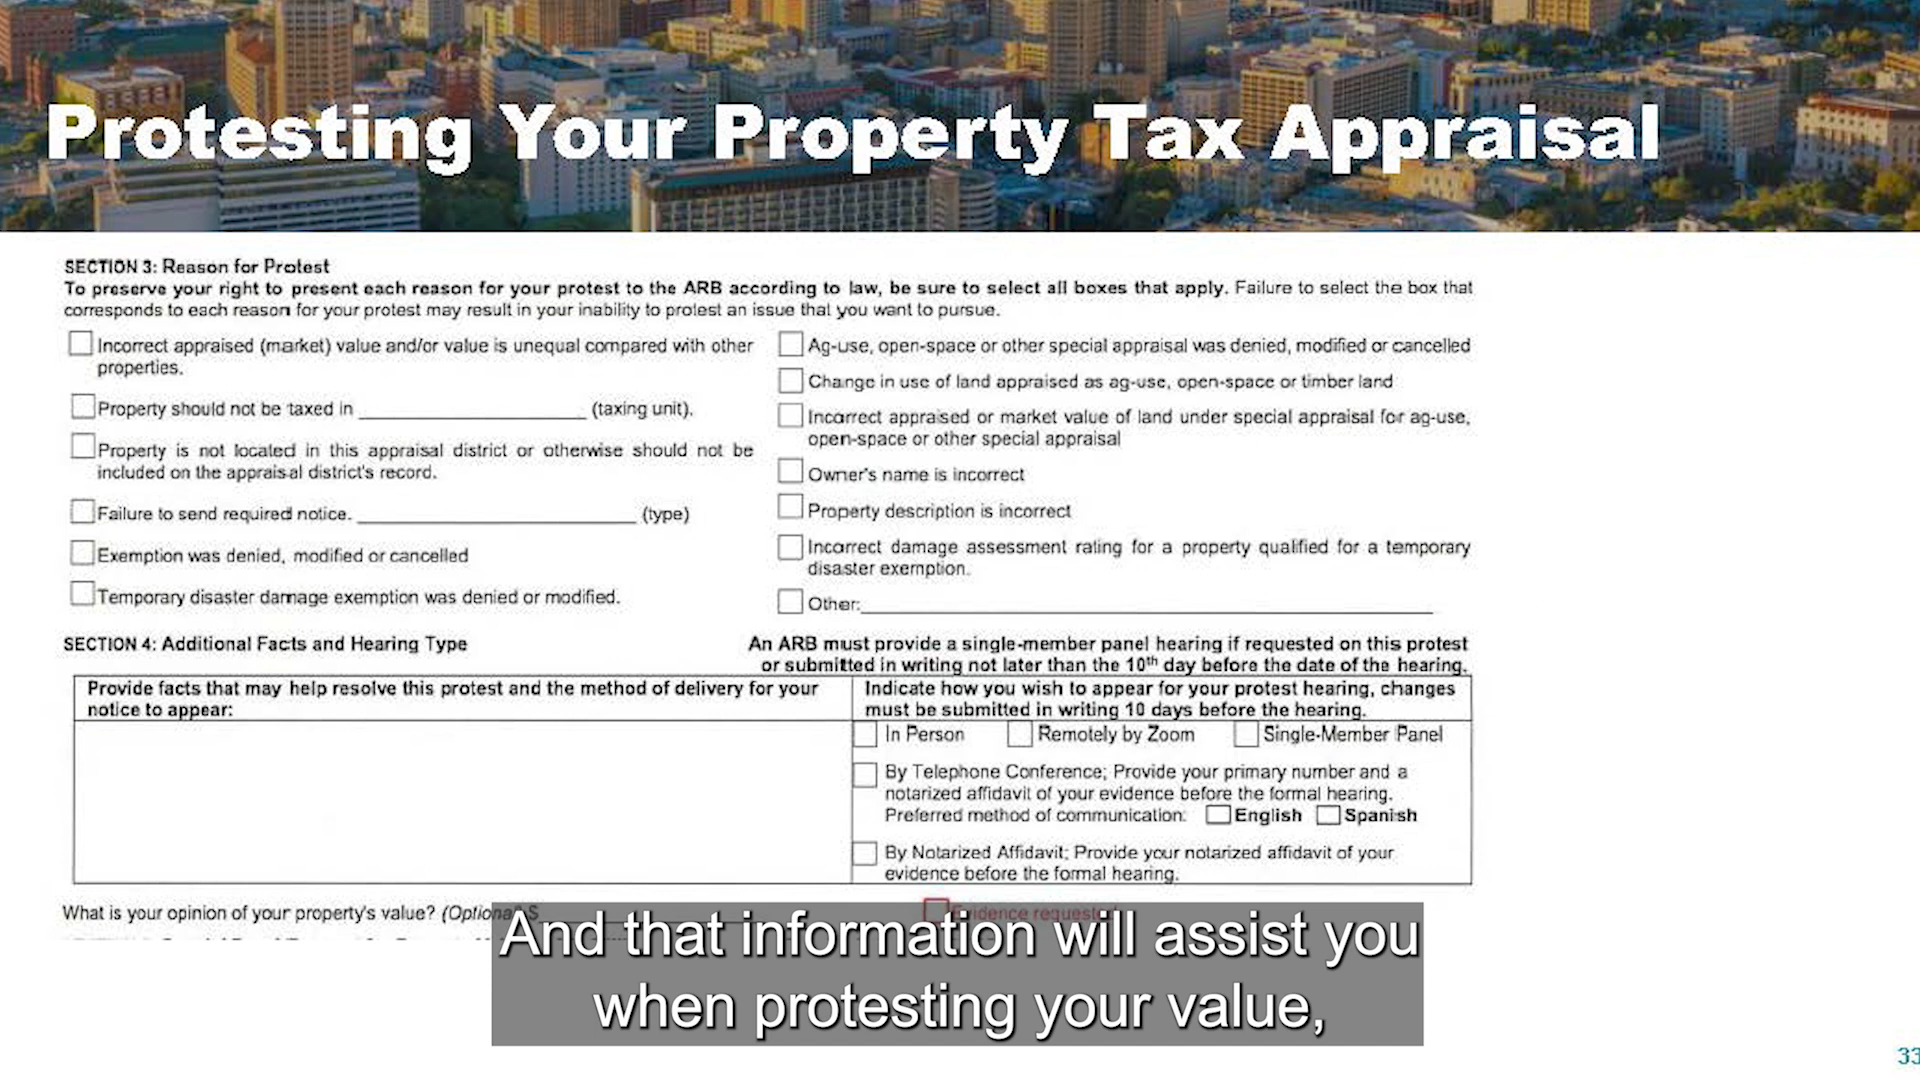 Protesting Your Property Tax Appraisal
SECTION 3: Reason for Protest
To preserve your right to present each reason for your protest to the ARB according to law, be sure to select all boxes that apply. Failure to select the box that
corresponds to each reason for your protest may result in your inability to protest an issue that you want to pursue.
Incorrect appraised (market) value and/or value is unequal compared with other
properties.
Property should not be taxed in ____________________ (taxing unit).
Property is not located in this appraisal district or otherwise should not be
included on the appraisal district's record.
Failure to send required notice. ____________________ (type)
Exemption was denied, modified or cancelled
Temporary disaster damage exemption was denied or modified.
Ag-use, open-space or other special appraisal was denied, modified or cancelled
Change in use of land appraised as ag-use, open-space or timber land
Incorrect appraised or market value of land under special appraisal for ag-use,
open-space or other special appraisal
Owner's name is incorrect
Property description is incorrect
Incorrect damage assessment rating for a property qualified for a temporary
disaster exemption.
Other:____________________
SECTION 4: Additional Facts and Hearing Type
An ARB must provide a single-member panel hearing if requested on this protest
or submitted in writing not later than the 10th day before the date of the hearing.
Provide facts that may help resolve this protest and the method of delivery for your
notice to appear:
Indicate how you wish to appear for your protest hearing, changes
must be submitted in writing 10 days before the hearing.
In Person Remotely by Zoom Single-Member Panel
By Telephone Conference; Provide your primary number and a
notarized affidavit of your evidence before the formal hearing.
Preferred method of communication: English Spanish
By Notarized Affidavit; Provide your notarized affidavit of your
evidence before the formal hearing.
What is your opinion of your property's value? (Optional) $
Evidence requested
And that information will assist you
when protesting your value,
33